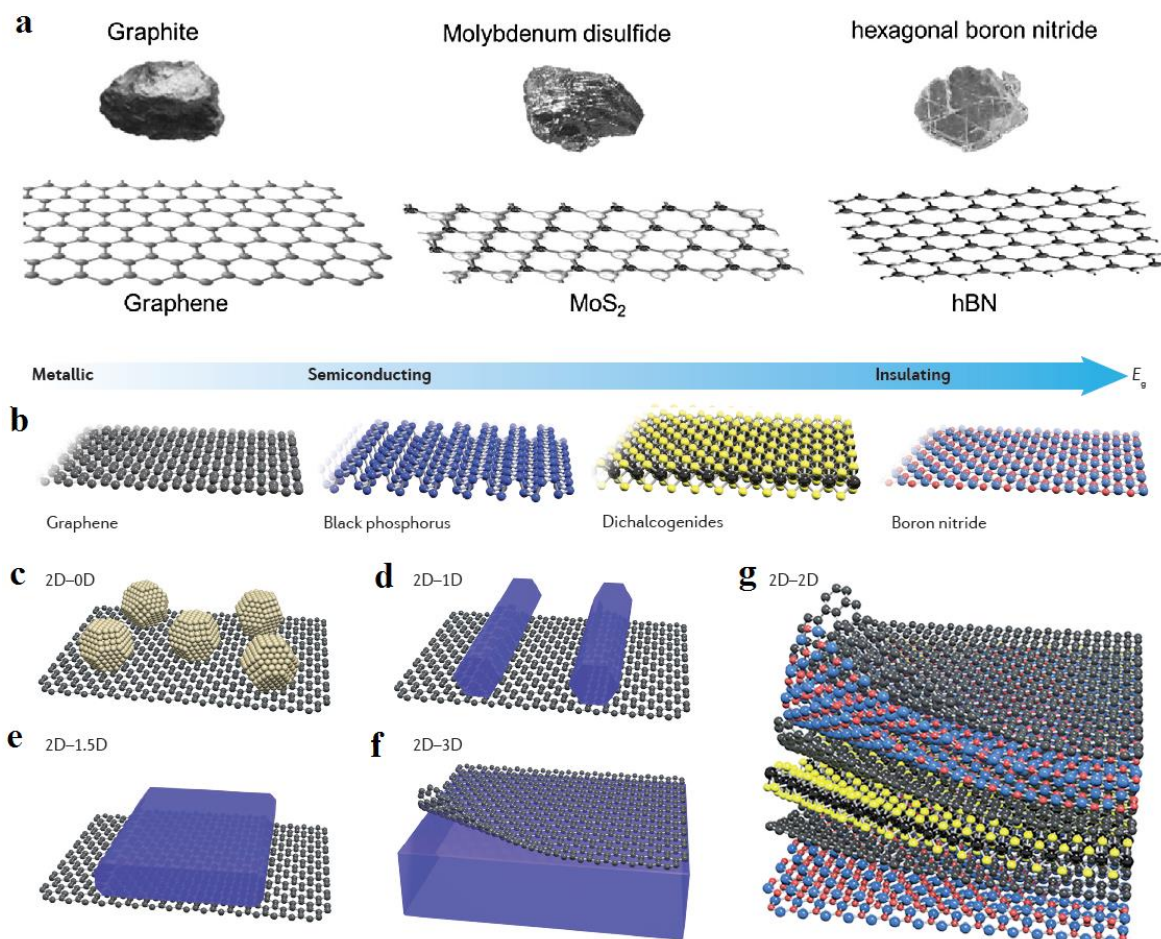 a
Graphite
Molybdenum disulfide
hexagonal boron nitride
Graphene
MoS₂
hBN
Metallic
Semiconducting
Insulating
E_g
b
Graphene
Black phosphorus
Dichalcogenides
Boron nitride
c 2D–0D
d 2D–1D
g 2D–2D
e 2D–1.5D
f 2D–3D